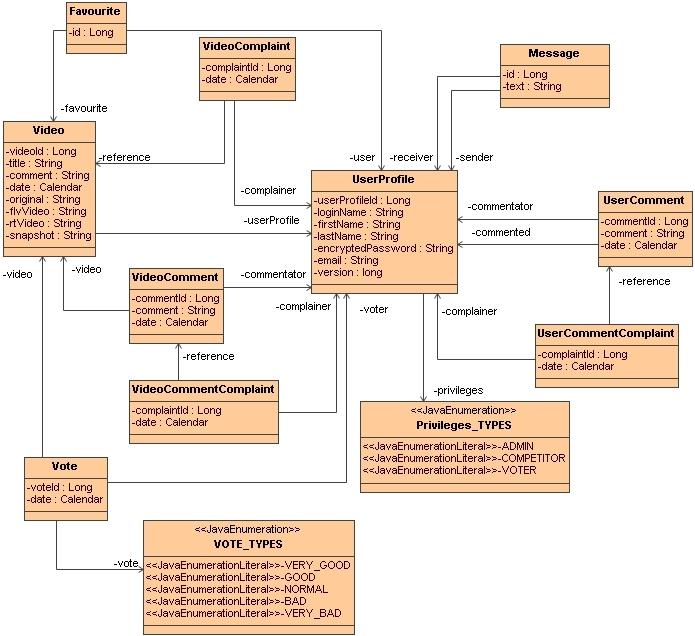 Favourite
-id : Long
VideoComplaint
-complaintId : Long
-date : Calendar
Message
-id : Long
-text : String
-favourite
Video
-videoId : Long
-title : String
-comment : String
-date : Calendar
-original : String
-flvVideo : String
-rtVideo : String
-snapshot : String
-reference
-user
-receiver
-sender
-complainer
-userProfile
UserProfile
-userProfileId : Long
-loginName : String
-firstName : String
-lastName : String
-encryptedPassword : String
-email : String
-version : long
-commentator
-commented
UserComment
-commentId : Long
-comment : String
-date : Calendar
-video
-video
VideoComment
-commentId : Long
-comment : String
-date : Calendar
-commentator
-complainer
-voter
-complainer
-reference
UserCommentComplaint
-complaintId : Long
-date : Calendar
-reference
VideoCommentComplaint
-complaintId : Long
-date : Calendar
-privileges
<<JavaEnumeration>>
Privileges_TYPES
<<JavaEnumerationLiteral>>-ADMIN
<<JavaEnumerationLiteral>>-COMPETITOR
<<JavaEnumerationLiteral>>-VOTER
Vote
-voteId : Long
-date : Calendar
-vote
<<JavaEnumeration>>
VOTE_TYPES
<<JavaEnumerationLiteral>>-VERY_GOOD
<<JavaEnumerationLiteral>>-GOOD
<<JavaEnumerationLiteral>>-NORMAL
<<JavaEnumerationLiteral>>-BAD
<<JavaEnumerationLiteral>>-VERY_BAD